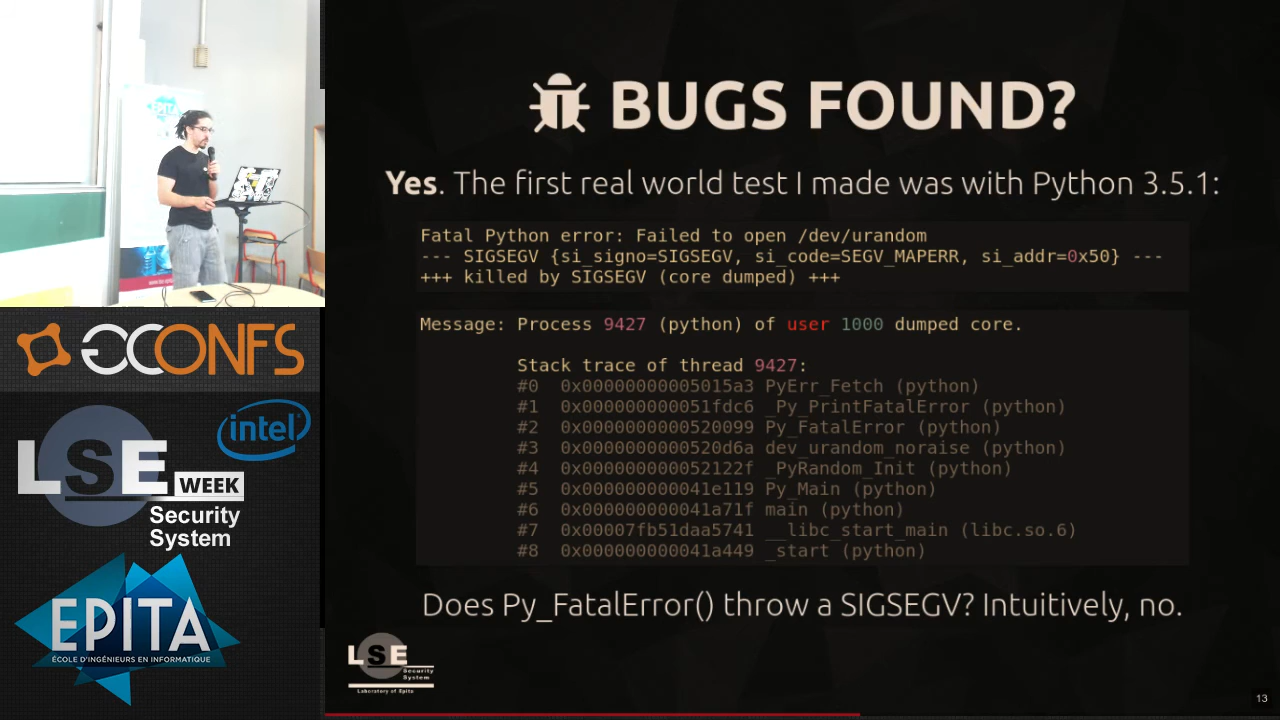 BUGS FOUND?
Yes. The first real world test I made was with Python 3.5.1:
Fatal Python error: Failed to open /dev/urandom
--- SIGSEGV {si_signo=SIGSEGV, si_code=SEGV_MAPERR, si_addr=0x50} ---
+++ killed by SIGSEGV (core dumped) +++
Message: Process 9427 (python) of user 1000 dumped core.
Stack trace of thread 9427:
#0 0x00000000005015a3 PyErr_Fetch (python)
#1 0x000000000051fdc6 _Py_PrintFatalError (python)
#2 0x0000000000520099 Py_FatalError (python)
#3 0x0000000000520d6a dev_urandom_noraise (python)
#4 0x000000000052122f _PyRandom_Init (python)
#5 0x000000000041e119 Py_Main (python)
#6 0x000000000041a71f main (python)
#7 0x00007fb51daa5741 __libc_start_main (libc.so.6)
#8 0x000000000041a449 _start (python)
Does Py_FatalError() throw a SIGSEGV? Intuitively, no.
LSE
Security
System
Laboratory of Epita
13
EPITA
GCONFS
intel
LSE
WEEK
Security
System
EPITA
ÉCOLE D'INGÉNIEURS EN INFORMATIQUE